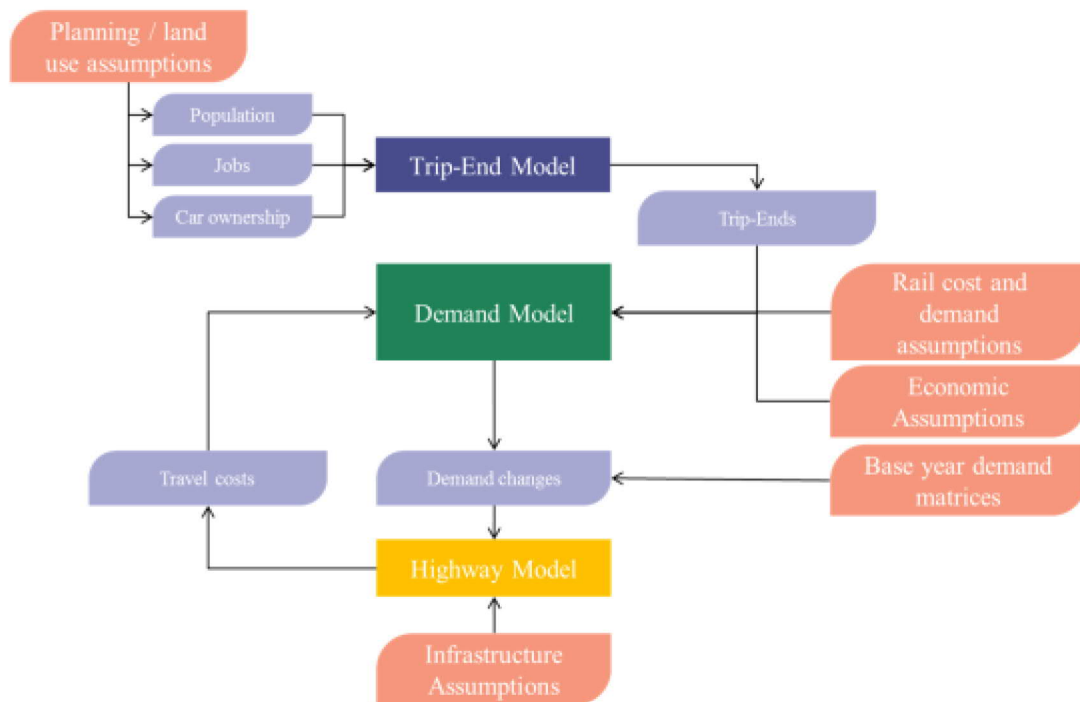 Planning / land
use assumptions
Population
Jobs
Car ownership
Trip-End Model
Trip-Ends
Demand Model
Rail cost and
demand
assumptions
Economic
Assumptions
Travel costs
Demand changes
Base year demand
matrices
Highway Model
Infrastructure
Assumptions